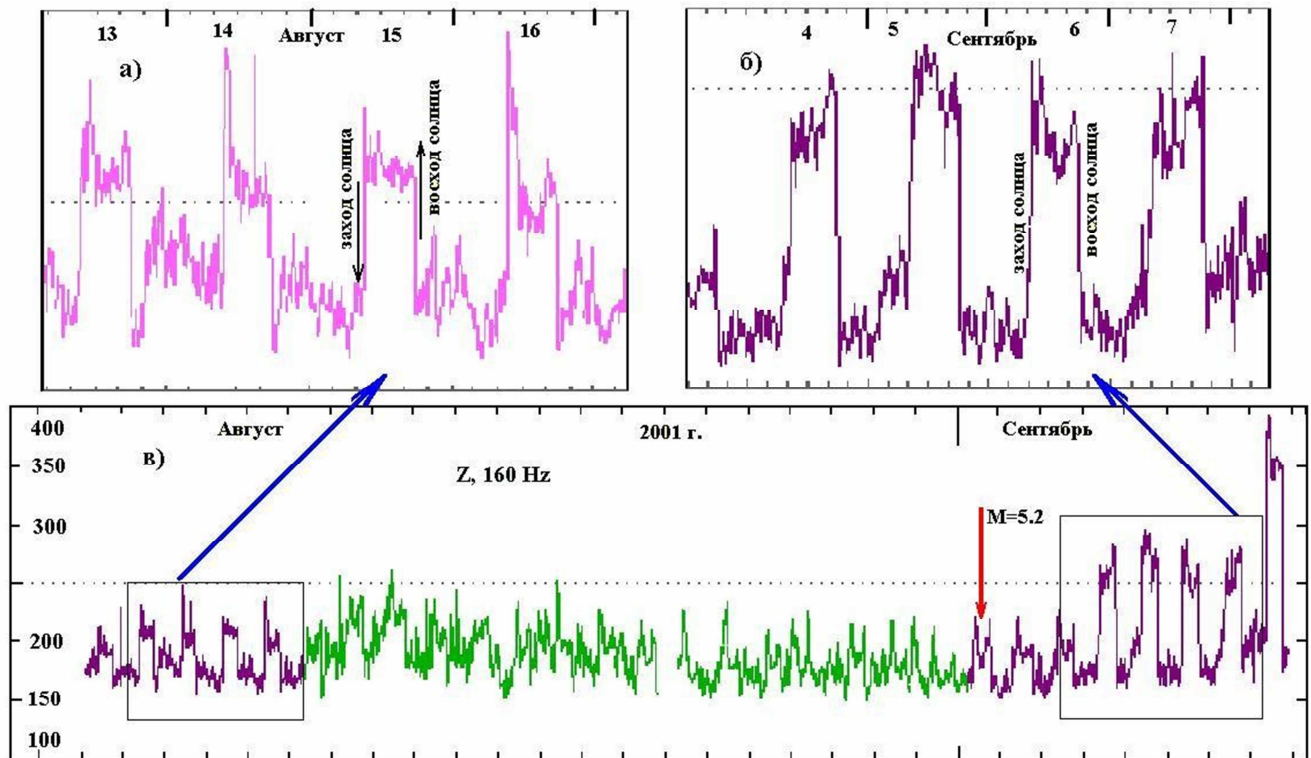 13 14 Август 15 16
а)
заход солнца
восход солнца
4 5 Сентябрь 6 7
б)
заход солнца
восход солнца
Август 2001 г. Сентябрь
в)
Z, 160 Hz
M=5.2
400
350
300
200
150
100